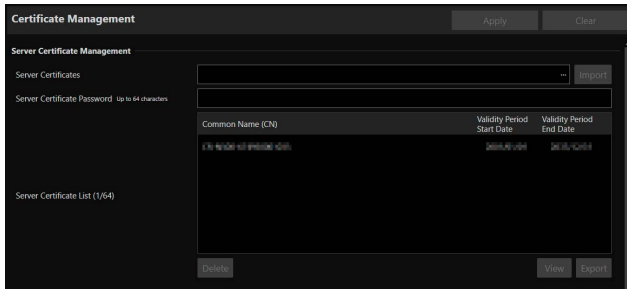 Certificate Management
Apply
Clear
Server Certificate Management
Server Certificates
...
Import
Server Certificate Password Up to 64 characters
Common Name (CN)
Validity Period
Start Date
Validity Period
End Date
Server Certificate List (1/64)
Delete
View
Export